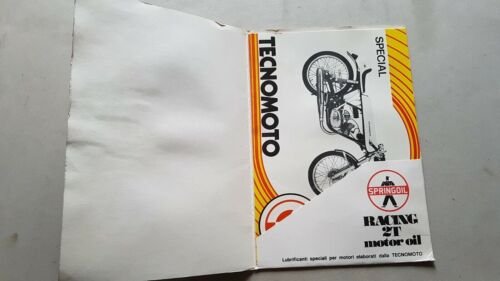 TECNOMOTO
SPECIAL
SPRINGOIL
RACING
2T
motor oil
Lubrificanti speciali per motori elaborati dalla TECNOMOTO